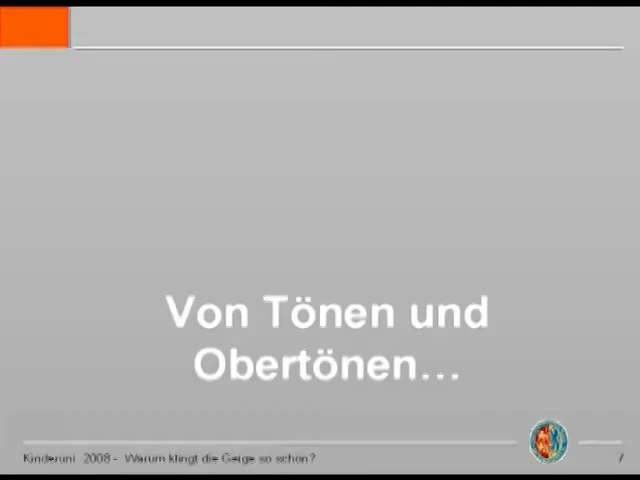 Von Tönen und
Obertönen…
Kinderuni 2008 - Warum klingt die Geige so schön?
7